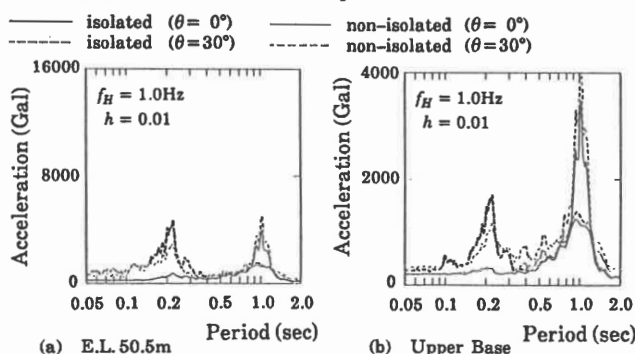 isolated (θ= 0°) non-isolated (θ= 0°)
isolated (θ=30°) non-isolated (θ=30°)
16000
8000
0
Acceleration (Gal)
f_H = 1.0Hz
h = 0.01
0.05 0.1 0.2 0.5 1.0 2.0
Period (sec)
(a) E.L. 50.5m
4000
2000
0
Acceleration (Gal)
f_H = 1.0Hz
h = 0.01
0.05 0.1 0.2 0.5 1.0 2.0
Period (sec)
(b) Upper Base